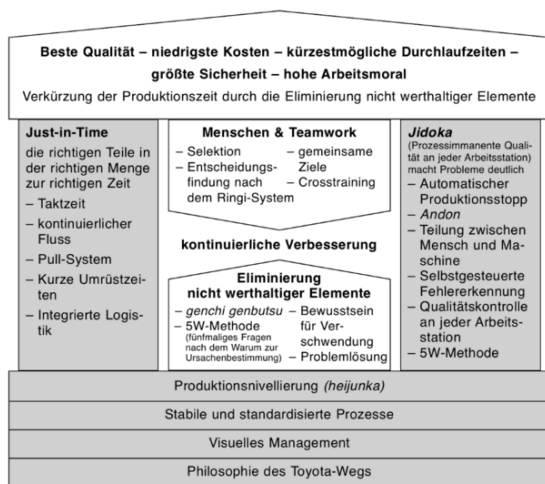 Beste Qualität – niedrigste Kosten – kürzestmögliche Durchlaufzeiten –
größte Sicherheit – hohe Arbeitsmoral
Verkürzung der Produktionszeit durch die Eliminierung nicht werthaltiger Elemente
Just-in-Time
die richtigen Teile in
der richtigen Menge
zur richtigen Zeit
– Taktzeit
– kontinuierlicher
Fluss
– Pull-System
– Kurze Umrüstzei-
ten
– Integrierte Logis-
tik
Menschen & Teamwork
– Selektion
– Entscheidungs-
findung nach
dem Ringi-System
– gemeinsame
Ziele
– Crosstraining
kontinuierliche Verbesserung
Eliminierung
nicht werthaltiger Elemente
– genchi genbutsu
– 5W-Methode
(fünfmaliges Fragen
nach dem Warum zur
Ursachenbestimmung)
– Bewusstsein
für Ver-
schwendung
– Problemlösung
Jidoka
(Prozessimmanente Quali-
tät an jeder Arbeitsstation)
macht Probleme deutlich
– Automatischer
Produktionsstopp
– Andon
– Teilung zwischen
Mensch und Ma-
schine
– Selbstgesteuerte
Fehlererkennung
– Qualitätskontrolle
an jeder Arbeits-
station
– 5W-Methode
Produktionsnivellierung (heijunka)
Stabile und standardisierte Prozesse
Visuelles Management
Philosophie des Toyota-Wegs